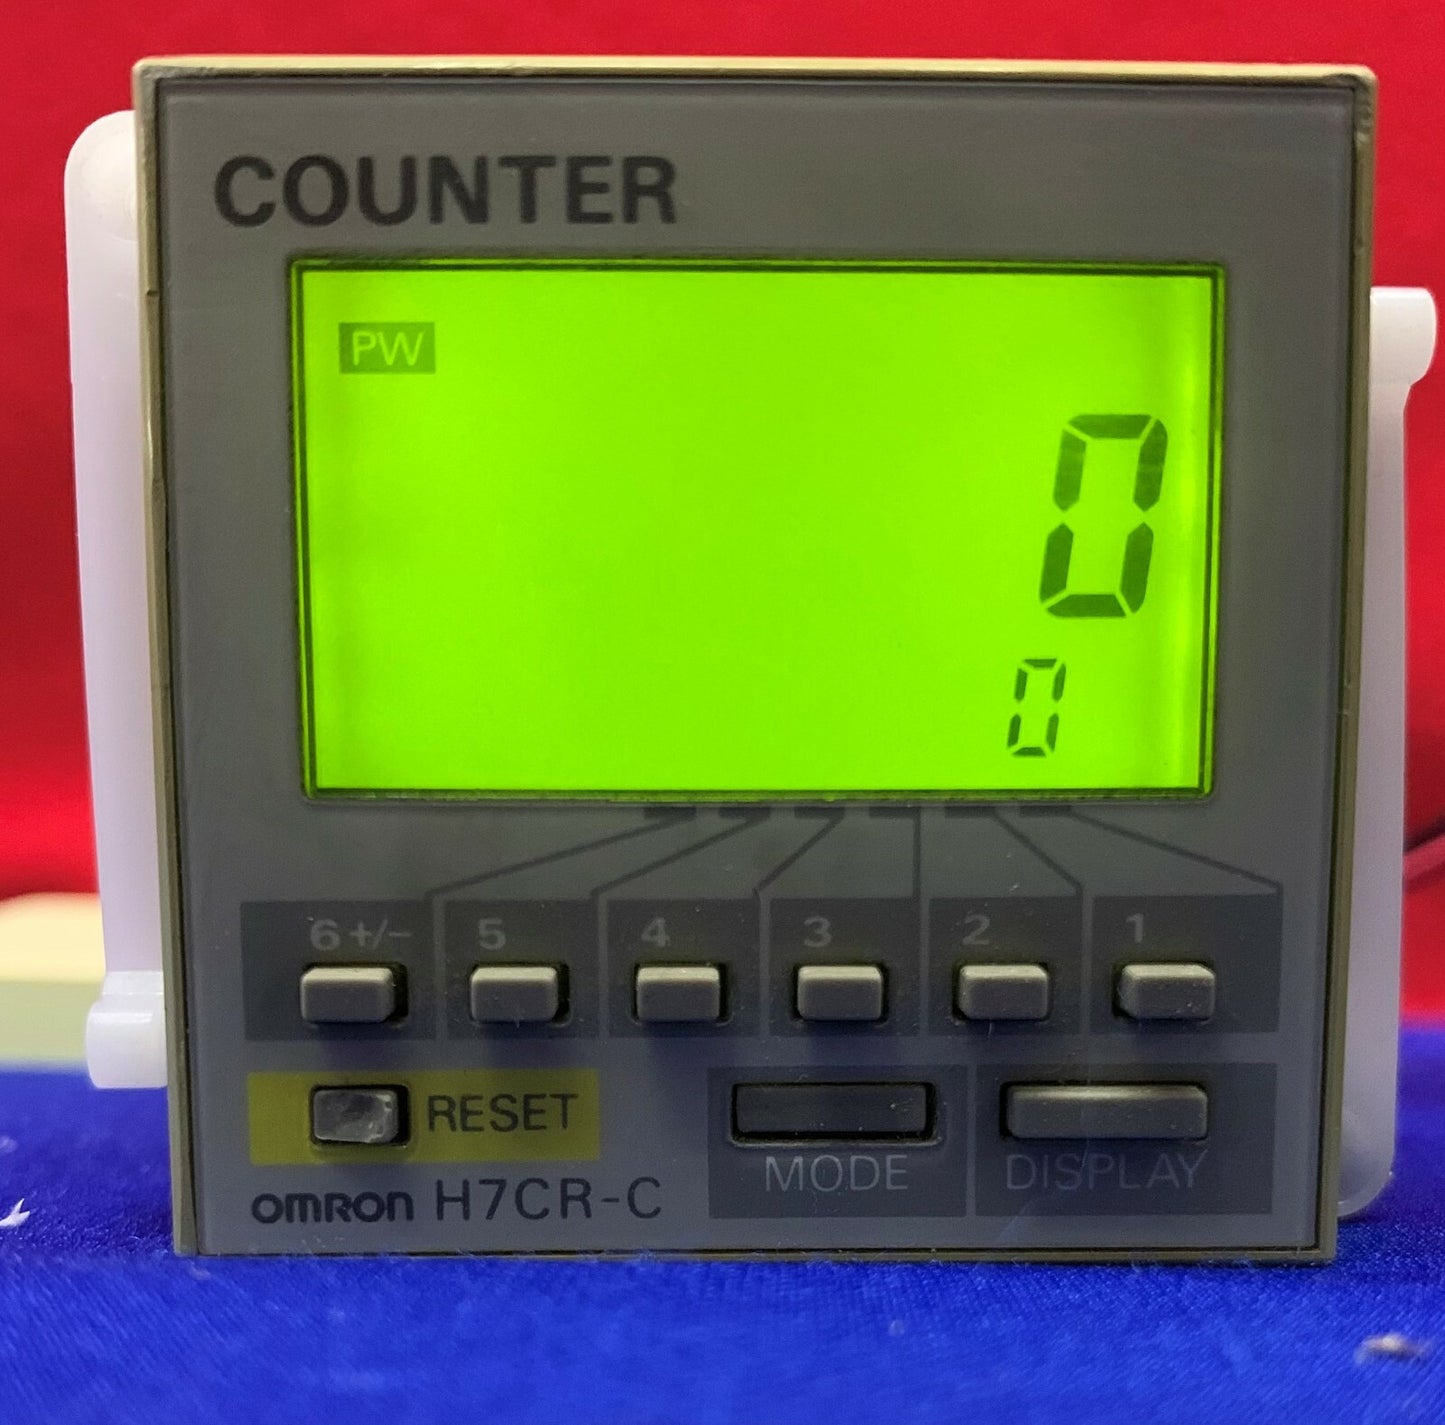 COUNTER
PW
0
0
6+/- 5 4 3 2 1
RESET
MODE DISPLAY
omron H7CR-C